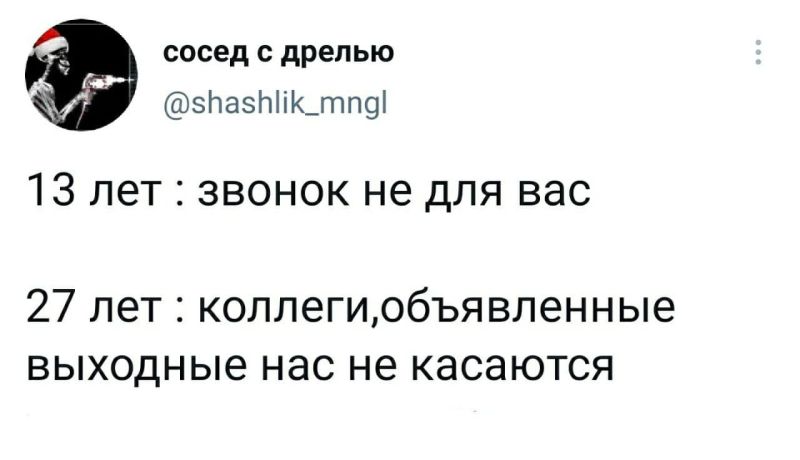 сосед с дрелью
@shashlik_mngl
13 лет : звонок не для вас
27 лет : коллеги,объявленные
выходные нас не касаются